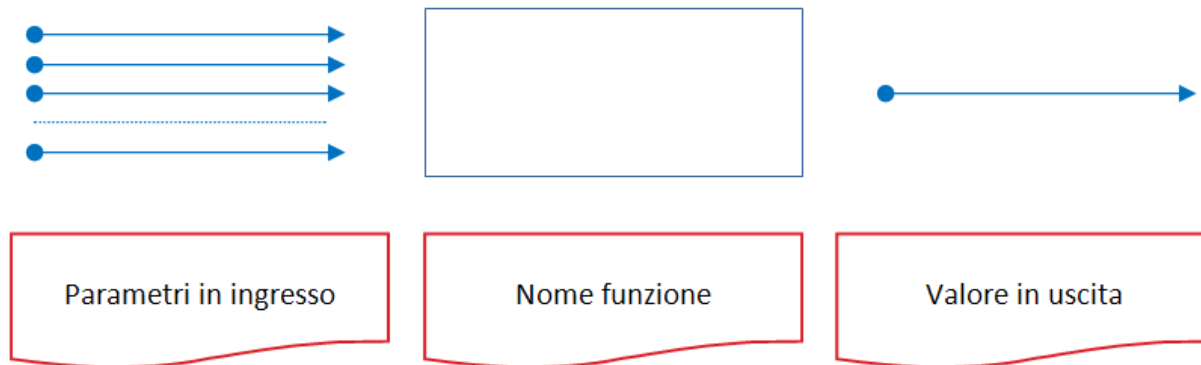 Parametri in ingresso
Nome funzione
Valore in uscita